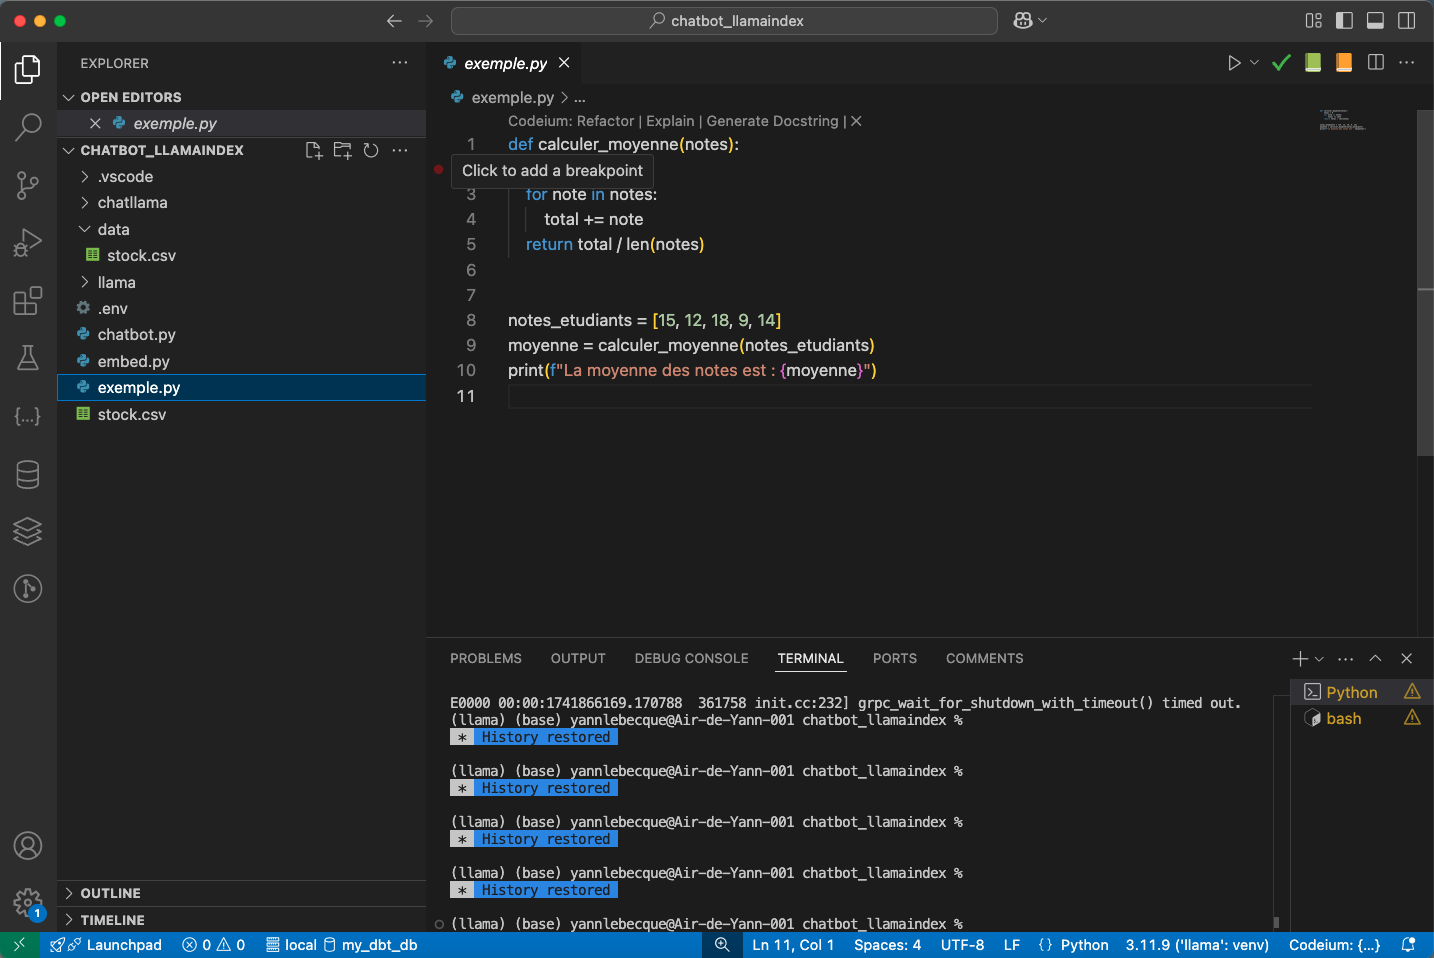 chatbot_llamaindex
EXPLORER
OPEN EDITORS
exemple.py
CHATBOT_LLAMAINDEX
.vscode
chatllama
data
stock.csv
llama
.env
chatbot.py
embed.py
exemple.py
stock.csv
OUTLINE
TIMELINE
exemple.py
exemple.py > ...
Codeium: Refactor | Explain | Generate Docstring | ✕
1 def calculer_moyenne(notes):
Click to add a breakpoint
3 for note in notes:
4 total += note
5 return total / len(notes)
6
7
8 notes_etudiants = [15, 12, 18, 9, 14]
9 moyenne = calculer_moyenne(notes_etudiants)
10 print(f"La moyenne des notes est : {moyenne}")
11
PROBLEMS OUTPUT DEBUG CONSOLE TERMINAL PORTS COMMENTS
E0000 00:00:1741866169.170788  361758 init.cc:232] grpc_wait_for_shutdown_with_timeout() timed out.
(llama) (base) yannlebecque@Air-de-Yann-001 chatbot_llamaindex %
* History restored
(llama) (base) yannlebecque@Air-de-Yann-001 chatbot_llamaindex %
* History restored
(llama) (base) yannlebecque@Air-de-Yann-001 chatbot_llamaindex %
* History restored
(llama) (base) yannlebecque@Air-de-Yann-001 chatbot_llamaindex %
* History restored
(llama) (base) yannlebecque@Air-de-Yann-001 chatbot_llamaindex %
Python
bash
1
Launchpad 0 0 local my_dbt_db Ln 11, Col 1 Spaces: 4 UTF-8 LF {} Python 3.11.9 ('llama': venv) Codeium: {...}